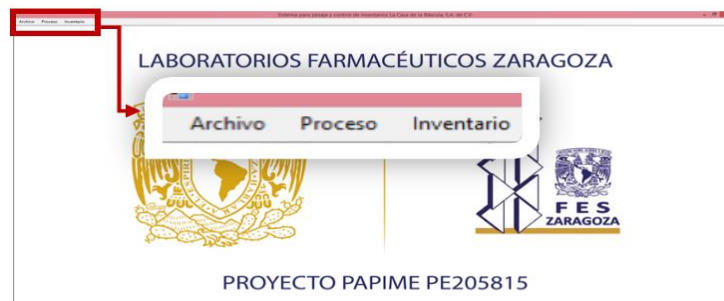 Sistema para pesaje y control de inventarios La Casa de la Báscula, S.A. de C.V.
Archivo Proceso Inventario
LABORATORIOS FARMACÉUTICOS ZARAGOZA
Archivo Proceso Inventario
FES
ZARAGOZA
PROYECTO PAPIME PE205815